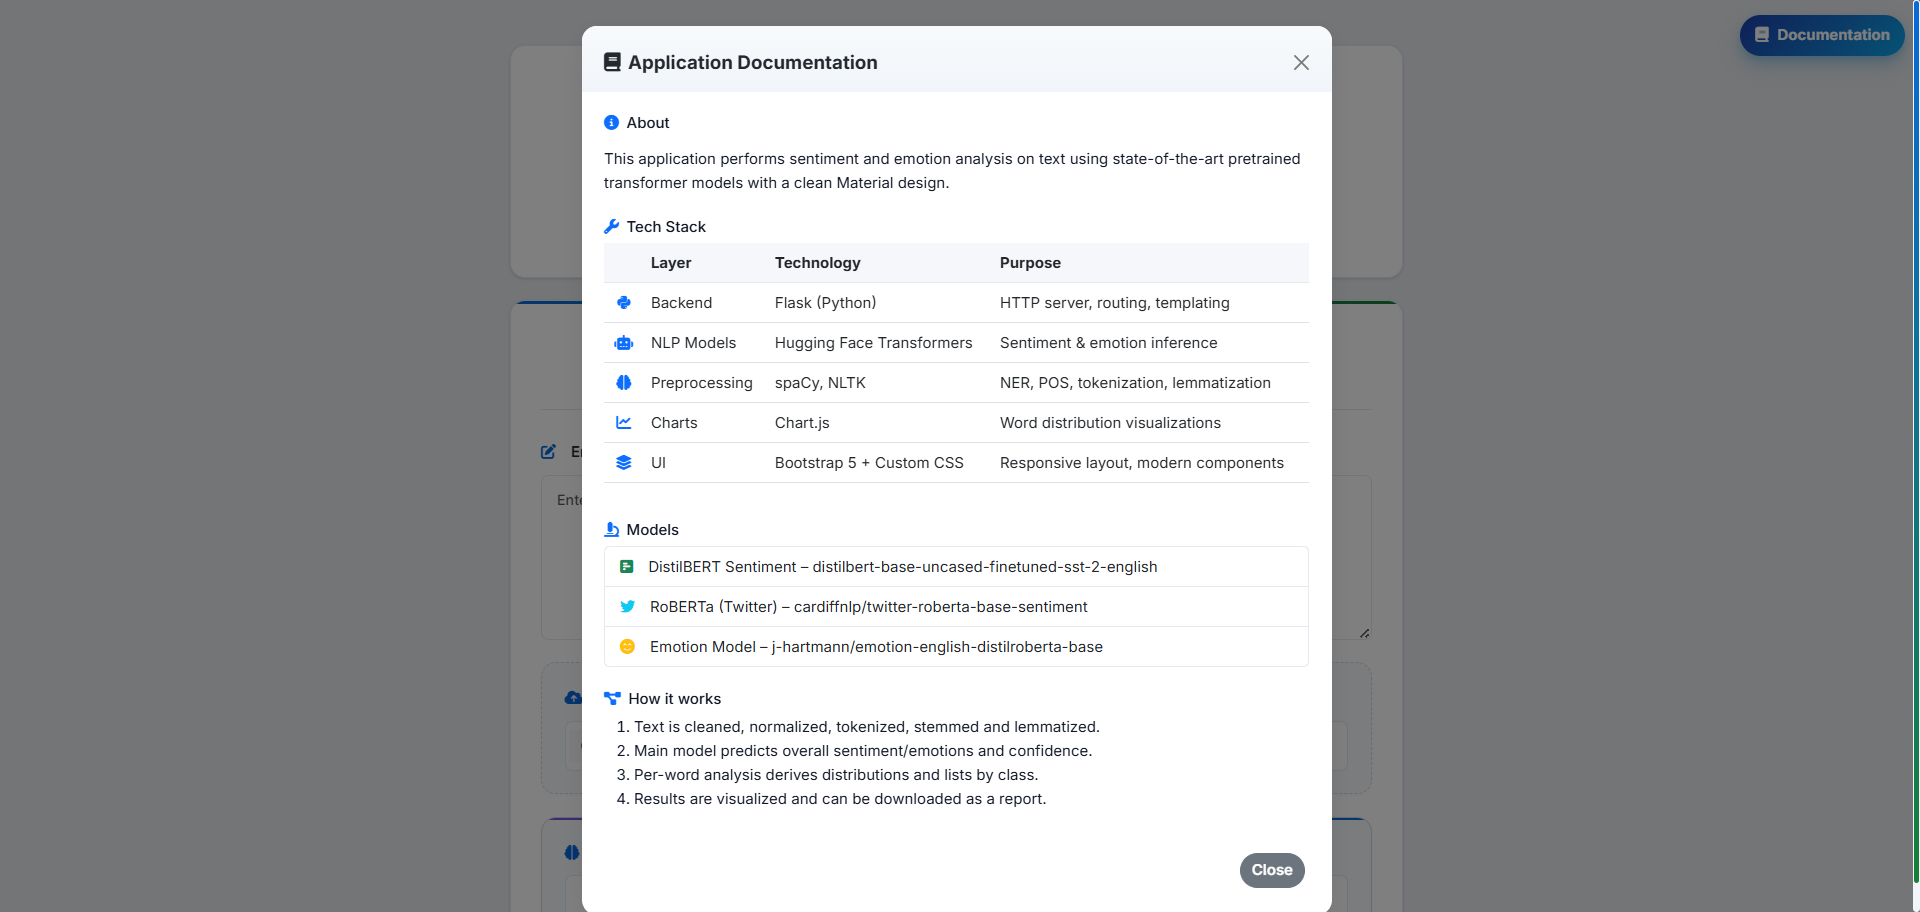 Documentation
Application Documentation
About
This application performs sentiment and emotion analysis on text using state-of-the-art pretrained
transformer models with a clean Material design.
Tech Stack
Layer Technology Purpose
Backend Flask (Python) HTTP server, routing, templating
NLP Models Hugging Face Transformers Sentiment & emotion inference
Preprocessing spaCy, NLTK NER, POS, tokenization, lemmatization
Charts Chart.js Word distribution visualizations
UI Bootstrap 5 + Custom CSS Responsive layout, modern components
Models
DistilBERT Sentiment – distilbert-base-uncased-finetuned-sst-2-english
RoBERTa (Twitter) – cardiffnlp/twitter-roberta-base-sentiment
Emotion Model – j-hartmann/emotion-english-distilroberta-base
How it works
1. Text is cleaned, normalized, tokenized, stemmed and lemmatized.
2. Main model predicts overall sentiment/emotions and confidence.
3. Per-word analysis derives distributions and lists by class.
4. Results are visualized and can be downloaded as a report.
Close